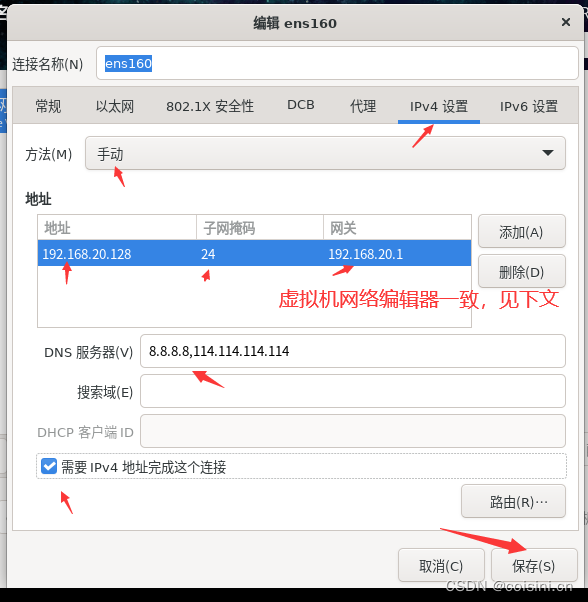 编辑 ens160
连接名称(N) ens160
常规 以太网 802.1X 安全性 DCB 代理 IPv4 设置 IPv6 设置
方法(M) 手动
地址
地址 子网掩码 网关
192.168.20.128 24 192.168.20.1
添加(A)
删除(D)
虚拟机网络编辑器一致，见下文
DNS 服务器(V) 8.8.8.8,114.114.114.114
搜索域(E)
DHCP 客户端 ID
需要 IPv4 地址完成这个连接
路由(R)…
取消(C) 保存(S)
CSDN @coisini.cn